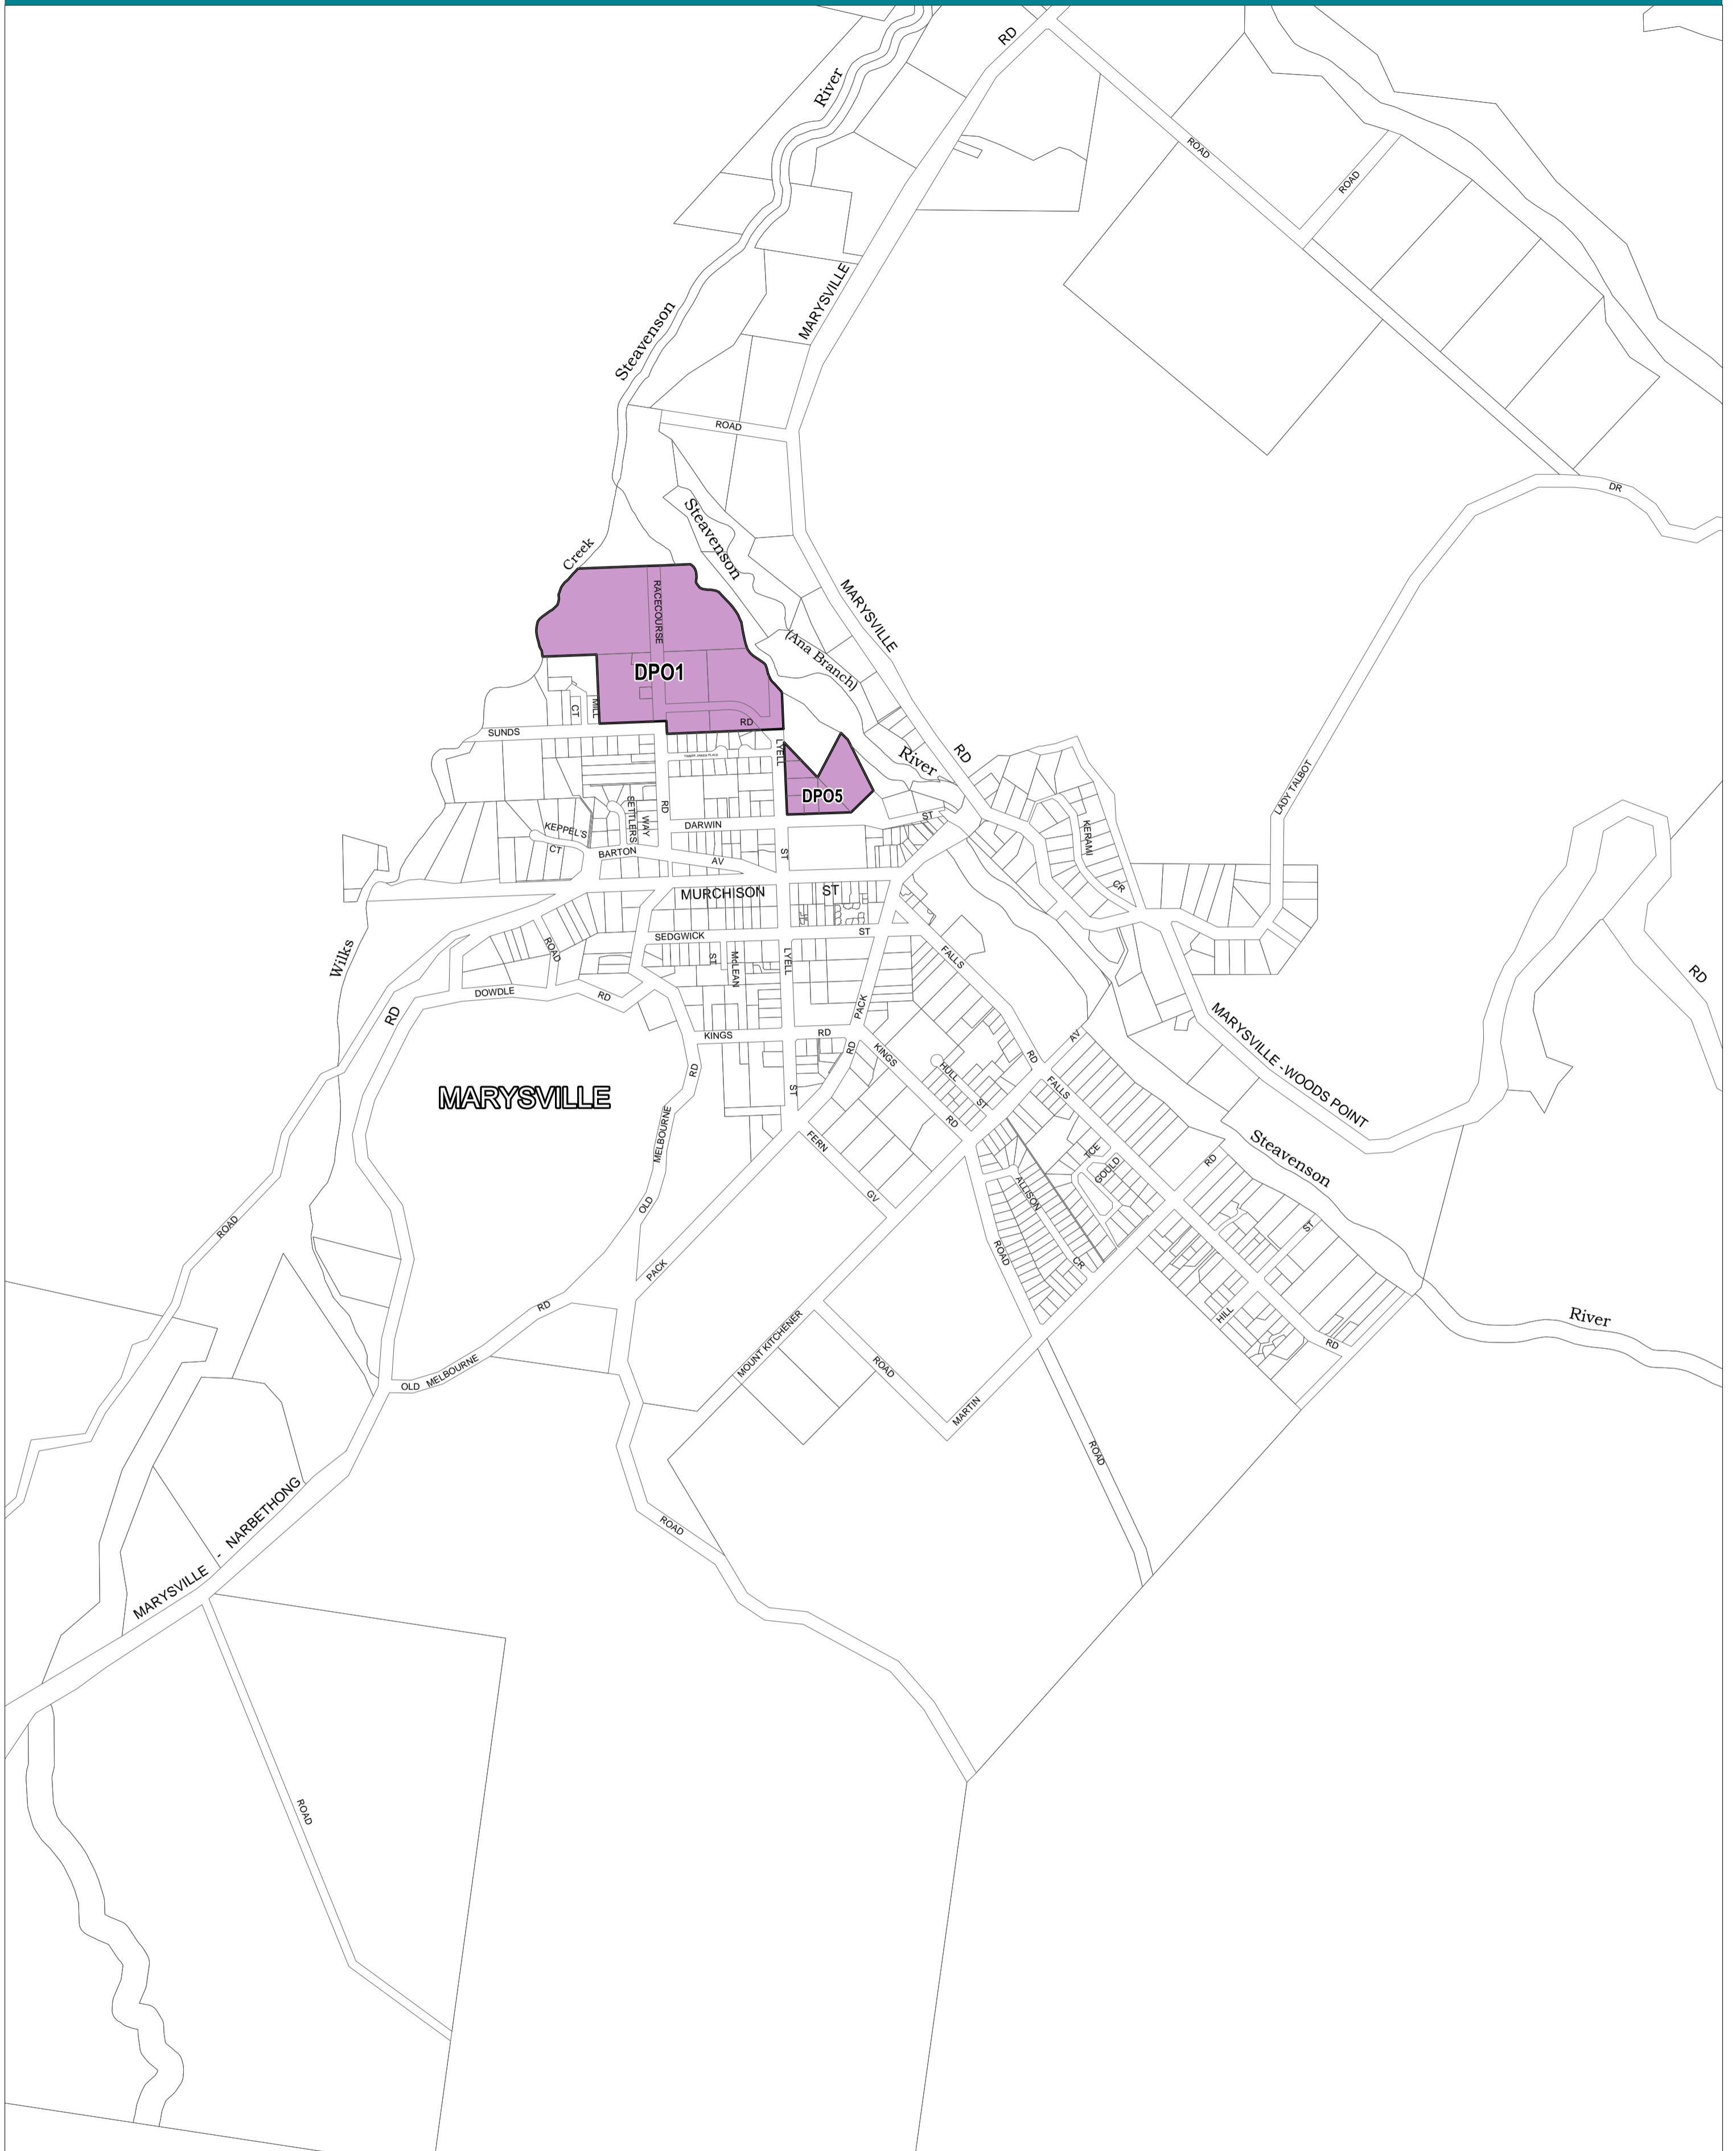 RD
River
ROAD
ROAD
MARYSVILLE
Steavenson
ROAD
DR
Steavenson
Creek
RACECOURSE
MARYSVILLE
(Ana Branch)
DPO1
CT
MILL
RD
SUNDS
LYELL
River
RD
LADY TALBOT
DPO5
SETTLERS
WAY
RD
DARWIN
ST
KERAMI
KEPPEL'S
CT
BARTON
AV
ST
CR
MURCHISON
ST
SEDGWICK
ST
ROAD
ST
McLEAN
LYELL
FALLS
Wilks
RD
DOWDLE
RD
RD
PACK
MARYSVILLE -WOODS POINT
KINGS
RD
RD
KINGS
AV
RD
HULL
ST
FALLS
RD
ST
MARYSVILLE
RD
MELBOURNE
FERN
GV
TCE
GOULD
RD
Steavenson
ALLISON
OLD
ROAD
ROAD
CR
ST
PACK
RD
HILL
RD
River
MOUNT KITCHENER
ROAD
OLD MELBOURNE
MARTIN
ROAD
MARYSVILLE - NARBETHONG
ROAD
ROAD